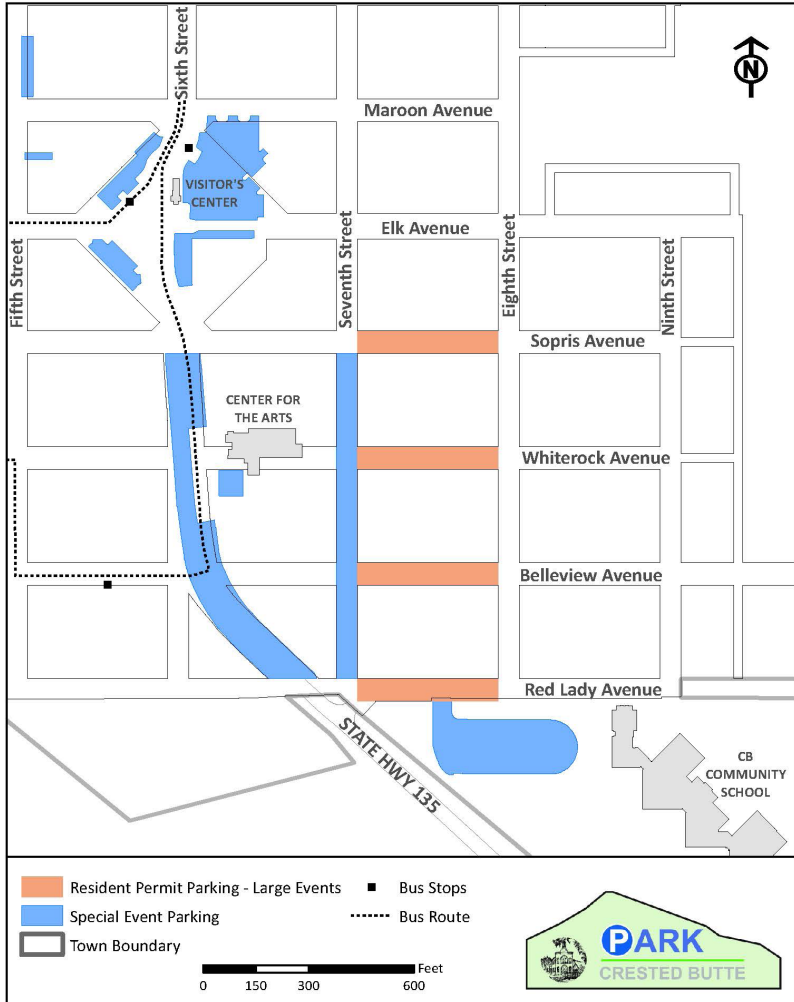 Sixth Street
N
Maroon Avenue
VISITOR'S
CENTER
Elk Avenue
Fifth Street
Seventh Street
Eighth Street
Ninth Street
Sopris Avenue
CENTER FOR
THE ARTS
Whiterock Avenue
Belleview Avenue
Red Lady Avenue
STATE HWY 135
CB
COMMUNITY
SCHOOL
Resident Permit Parking - Large Events
Bus Stops
Special Event Parking
Bus Route
Town Boundary
Feet
0 150 300 600
PARK
CRESTED BUTTE